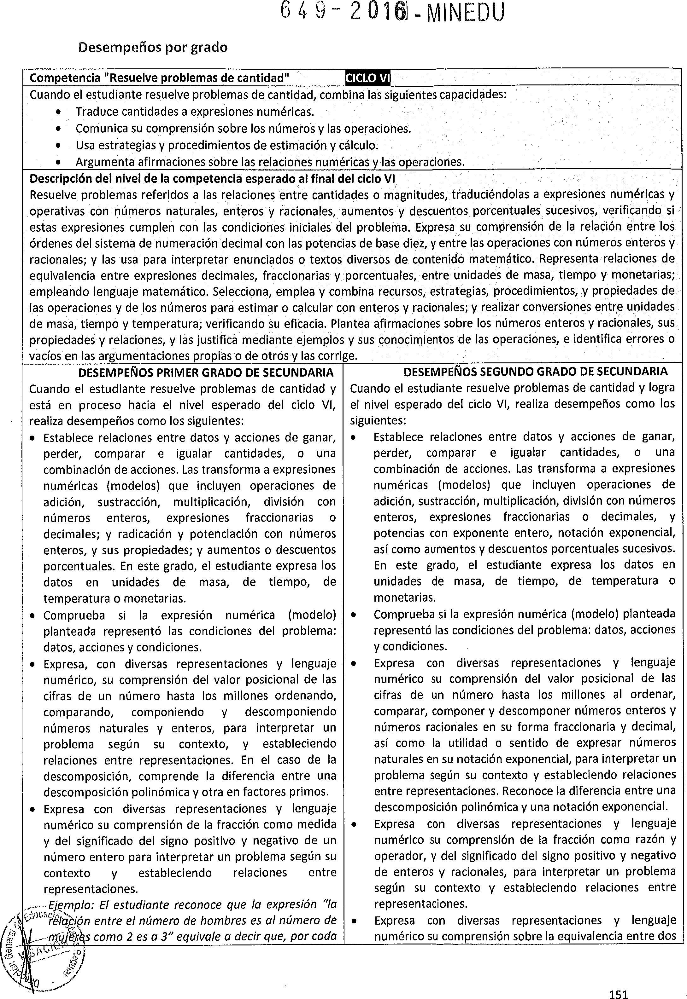 649-2016-MINEDU
Desempeños por grado
Competencia "Resuelve problemas de cantidad" CICLO VI
Cuando el estudiante resuelve problemas de cantidad, combina las siguientes capacidades:
• Traduce cantidades a expresiones numéricas.
• Comunica su comprensión sobre los números y las operaciones.
• Usa estrategias y procedimientos de estimación y cálculo.
• Argumenta afirmaciones sobre las relaciones numéricas y las operaciones.
Descripción del nivel de la competencia esperado al final del ciclo VI
Resuelve problemas referidos a las relaciones entre cantidades o magnitudes, traduciéndolas a expresiones numéricas y
operativas con números naturales, enteros y racionales, aumentos y descuentos porcentuales sucesivos, verificando si
estas expresiones cumplen con las condiciones iniciales del problema. Expresa su comprensión de la relación entre los
órdenes del sistema de numeración decimal con las potencias de base diez, y entre las operaciones con números enteros y
racionales; y las usa para interpretar enunciados o textos diversos de contenido matemático. Representa relaciones de
equivalencia entre expresiones decimales, fraccionarias y porcentuales, entre unidades de masa, tiempo y monetarias;
empleando lenguaje matemático. Selecciona, emplea y combina recursos, estrategias, procedimientos, y propiedades de
las operaciones y de los números para estimar o calcular con enteros y racionales; y realizar conversiones entre unidades
de masa, tiempo y temperatura; verificando su eficacia. Plantea afirmaciones sobre los números enteros y racionales, sus
propiedades y relaciones, y las justifica mediante ejemplos y sus conocimientos de las operaciones, e identifica errores o
vacíos en las argumentaciones propias o de otros y las corrige.
DESEMPEÑOS PRIMER GRADO DE SECUNDARIA
Cuando el estudiante resuelve problemas de cantidad y
está en proceso hacia el nivel esperado del ciclo VI,
realiza desempeños como los siguientes:
• Establece relaciones entre datos y acciones de ganar,
perder, comparar e igualar cantidades, o una
combinación de acciones. Las transforma a expresiones
numéricas (modelos) que incluyen operaciones de
adición, sustracción, multiplicación, división con
números enteros, expresiones fraccionarias o
decimales; y radicación y potenciación con números
enteros, y sus propiedades; y aumentos o descuentos
porcentuales. En este grado, el estudiante expresa los
datos en unidades de masa, de tiempo, de
temperatura o monetarias.
• Comprueba si la expresión numérica (modelo)
planteada representó las condiciones del problema:
datos, acciones y condiciones.
• Expresa, con diversas representaciones y lenguaje
numérico, su comprensión del valor posicional de las
cifras de un número hasta los millones ordenando,
comparando, componiendo y descomponiendo
números naturales y enteros, para interpretar un
problema según su contexto, y estableciendo
relaciones entre representaciones. En el caso de la
descomposición, comprende la diferencia entre una
descomposición polinómica y otra en factores primos.
• Expresa con diversas representaciones y lenguaje
numérico su comprensión de la fracción como medida
y del significado del signo positivo y negativo de un
número entero para interpretar un problema según su
contexto y estableciendo relaciones entre
representaciones.
Ejemplo: El estudiante reconoce que la expresión "la
relación entre el número de hombres es al número de
mujeres como 2 es a 3" equivale a decir que, por cada
DESEMPEÑOS SEGUNDO GRADO DE SECUNDARIA
Cuando el estudiante resuelve problemas de cantidad y logra
el nivel esperado del ciclo VI, realiza desempeños como los
siguientes:
• Establece relaciones entre datos y acciones de ganar,
perder, comparar e igualar cantidades, o una
combinación de acciones. Las transforma a expresiones
numéricas (modelos) que incluyen operaciones de
adición, sustracción, multiplicación, división con números
enteros, expresiones fraccionarias o decimales, y
potencias con exponente entero, notación exponencial,
así como aumentos y descuentos porcentuales sucesivos.
En este grado, el estudiante expresa los datos en
unidades de masa, de tiempo, de temperatura o
monetarias.
• Comprueba si la expresión numérica (modelo) planteada
representó las condiciones del problema: datos, acciones
y condiciones.
• Expresa con diversas representaciones y lenguaje
numérico su comprensión del valor posicional de las
cifras de un número hasta los millones al ordenar,
comparar, componer y descomponer números enteros y
números racionales en su forma fraccionaria y decimal,
así como la utilidad o sentido de expresar números
naturales en su notación exponencial, para interpretar un
problema según su contexto y estableciendo relaciones
entre representaciones. Reconoce la diferencia entre una
descomposición polinómica y una notación exponencial.
• Expresa con diversas representaciones y lenguaje
numérico su comprensión de la fracción como razón y
operador, y del significado del signo positivo y negativo
de enteros y racionales, para interpretar un problema
según su contexto y estableciendo relaciones entre
representaciones.
• Expresa con diversas representaciones y lenguaje
numérico su comprensión sobre la equivalencia entre dos
Dirección General de Educación Básica Regular
VISACIÓN
151